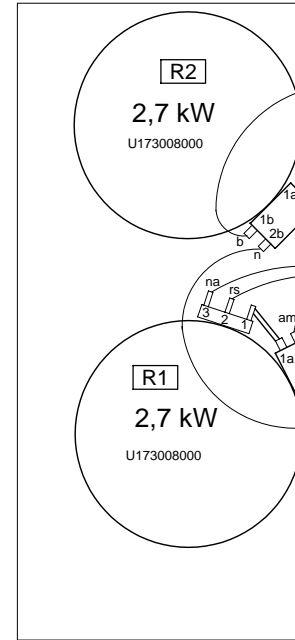 R2
2,7 kW
U173008000
1a
1b
2b
b
n
na
rs
3 2 1
am
1a
R1
2,7 kW
U173008000